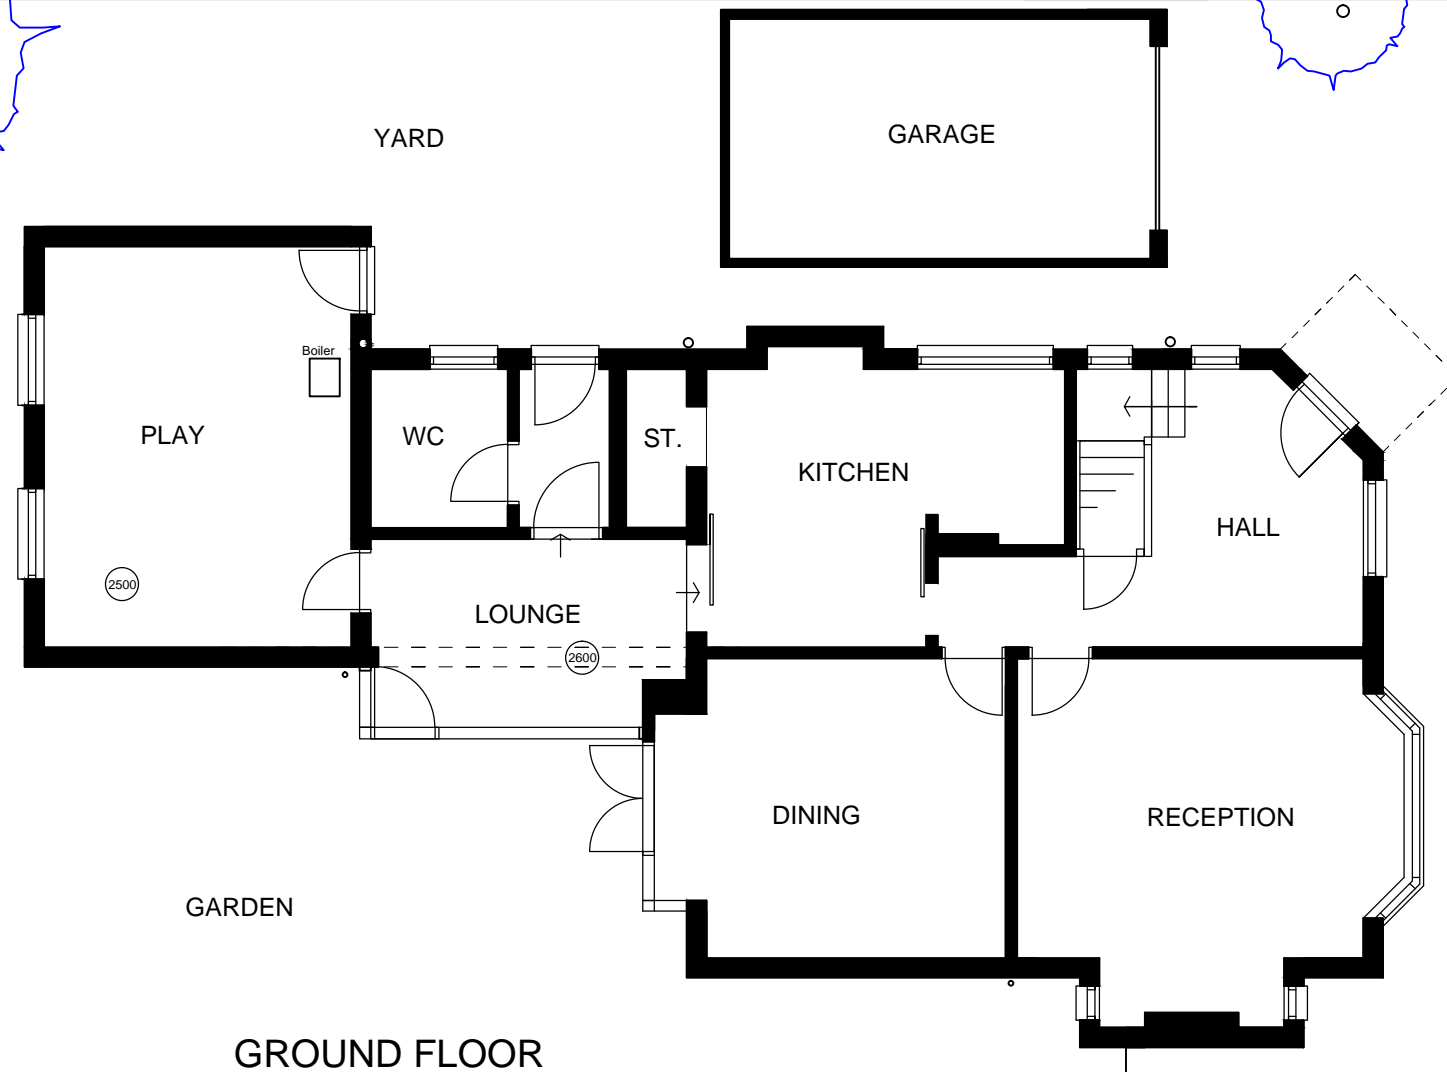 YARD
GARAGE
Boiler
PLAY
WC
ST.
KITCHEN
HALL
2500
LOUNGE
2600
DINING
RECEPTION
GARDEN
GROUND FLOOR